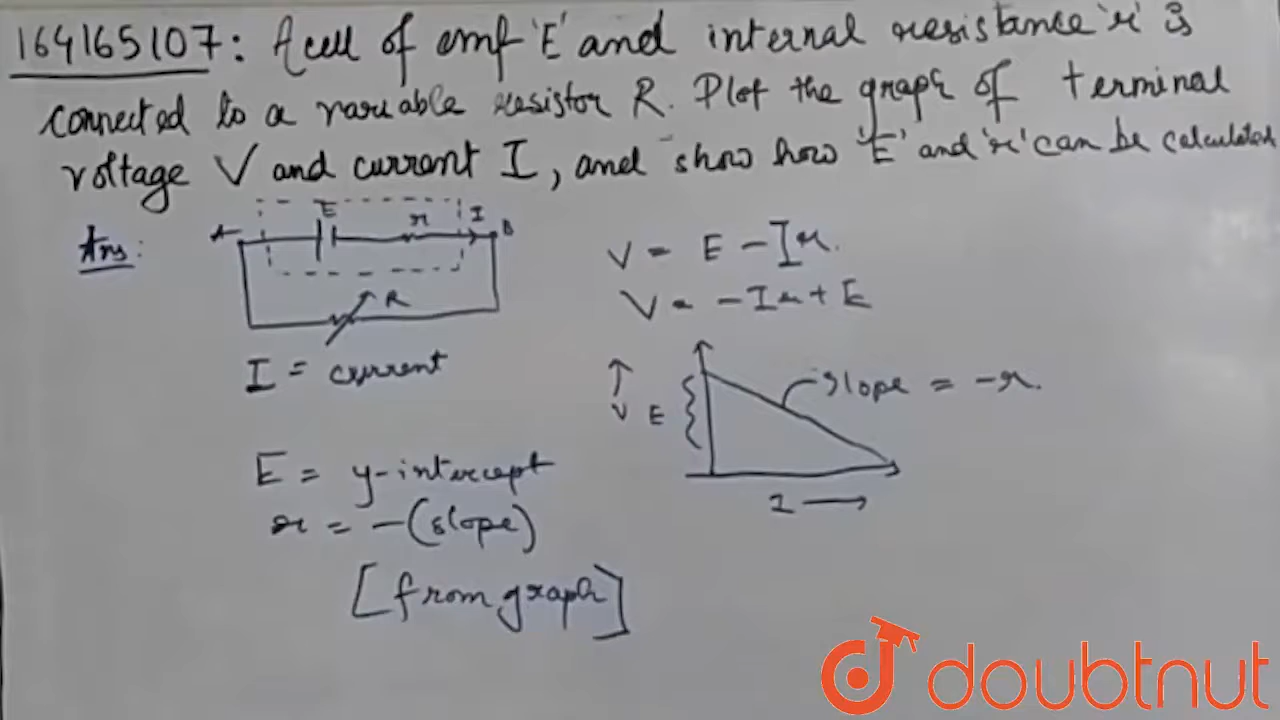 164165107: A cell of emf 'E' and internal resistance 'r' is
connected to a variable resistor R. Plot the graph of terminal
voltage V and current I, and show how 'E' and 'r' can be calculated
Ans:
E
r
I
A
B
R
I = current
V = E - Ir.
V = - Ir + E
V
E
slope = -r.
I
E = y-intercept
r = -(slope)
[from graph]
doubtnut